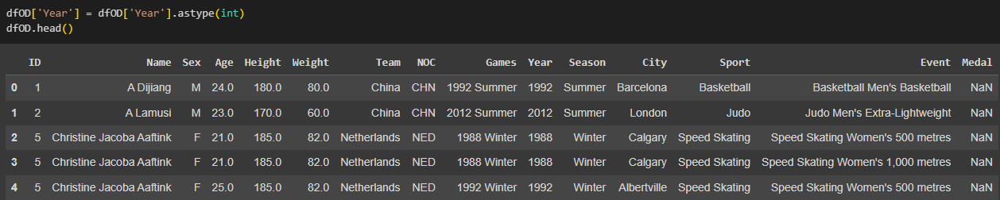 dfOD['Year'] = dfOD['Year'].astype(int)
dfOD.head()
ID Name Sex Age Height Weight Team NOC Games Year Season City Sport Event Medal
0 1 A Dijiang M 24.0 180.0 80.0 China CHN 1992 Summer 1992 Summer Barcelona Basketball Basketball Men's Basketball NaN
1 2 A Lamusi M 23.0 170.0 60.0 China CHN 2012 Summer 2012 Summer London Judo Judo Men's Extra-Lightweight NaN
2 5 Christine Jacoba Aaftink F 21.0 185.0 82.0 Netherlands NED 1988 Winter 1988 Winter Calgary Speed Skating Speed Skating Women's 500 metres NaN
3 5 Christine Jacoba Aaftink F 21.0 185.0 82.0 Netherlands NED 1988 Winter 1988 Winter Calgary Speed Skating Speed Skating Women's 1,000 metres NaN
4 5 Christine Jacoba Aaftink F 25.0 185.0 82.0 Netherlands NED 1992 Winter 1992 Winter Albertville Speed Skating Speed Skating Women's 500 metres NaN